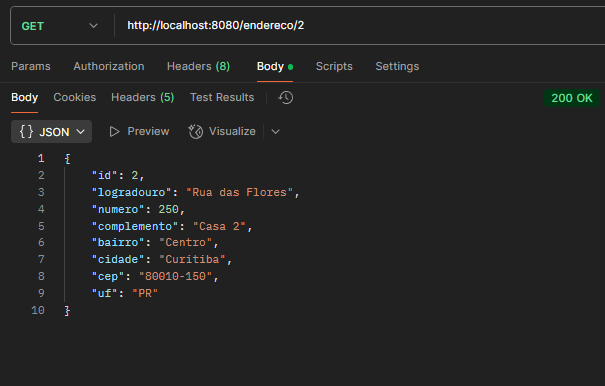 GET http://localhost:8080/endereco/2
Params Authorization Headers (8) Body Scripts Settings
Body Cookies Headers (5) Test Results 200 OK
{} JSON Preview Visualize
1 {
2 "id": 2,
3 "logradouro": "Rua das Flores",
4 "numero": 250,
5 "complemento": "Casa 2",
6 "bairro": "Centro",
7 "cidade": "Curitiba",
8 "cep": "80010-150",
9 "uf": "PR"
10 }